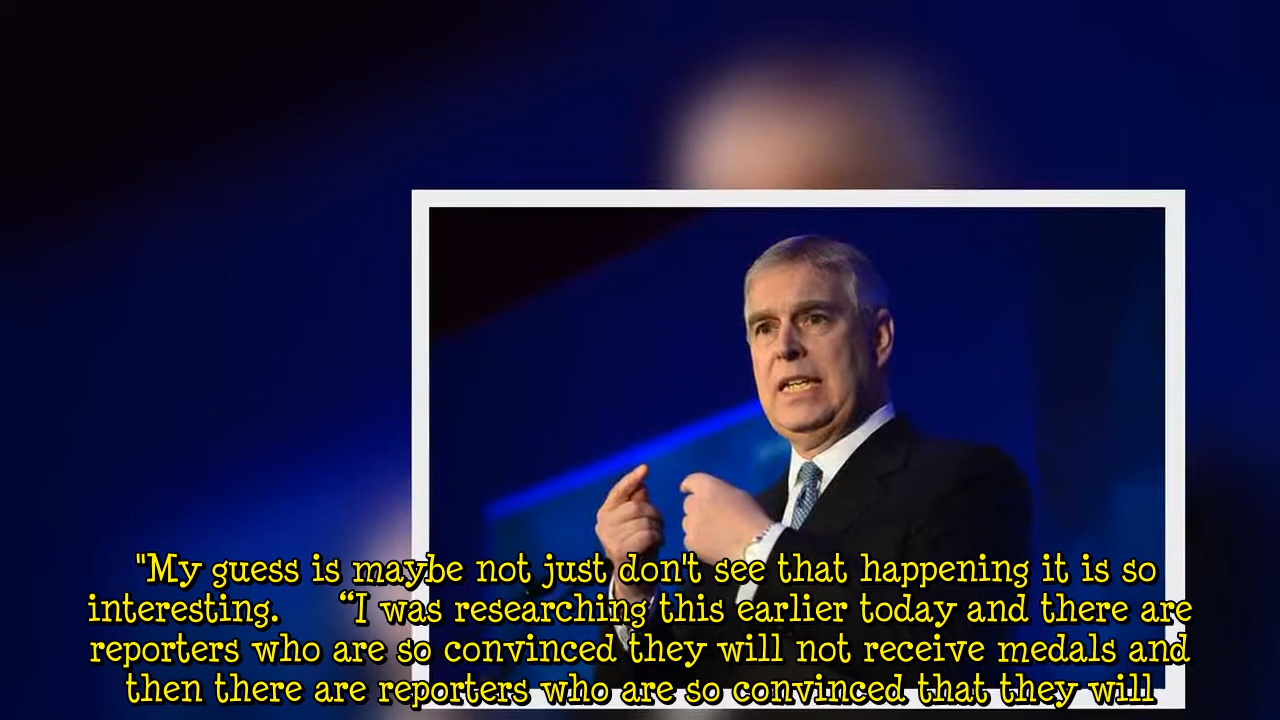 "My guess is maybe not just don't see that happening it is so
interesting. “I was researching this earlier today and there are
reporters who are so convinced they will not receive medals and
then there are reporters who are so convinced that they will